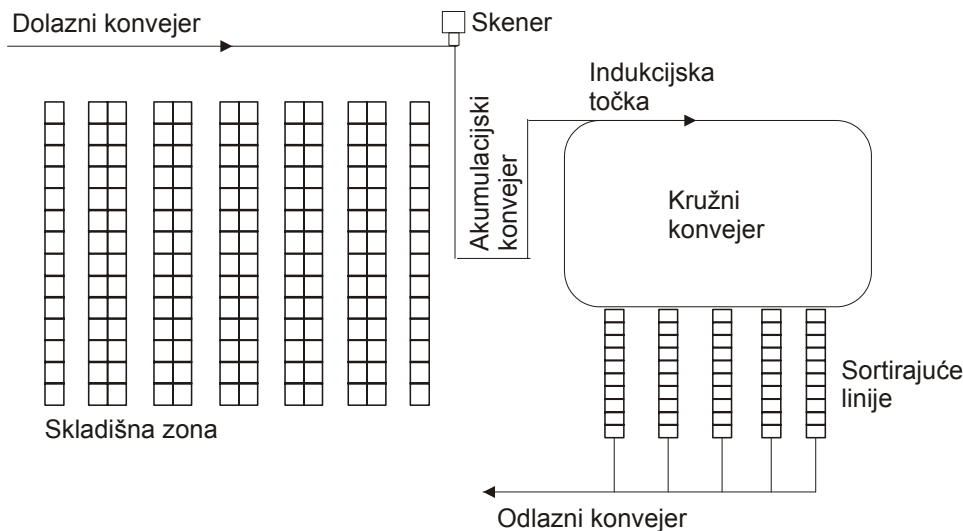 Dolazni konvejer
Skener
Indukcijska
točka
Akumulacijski
konvejer
Kružni
konvejer
Sortirajuće
linije
Skladišna zona
Odlazni konvejer